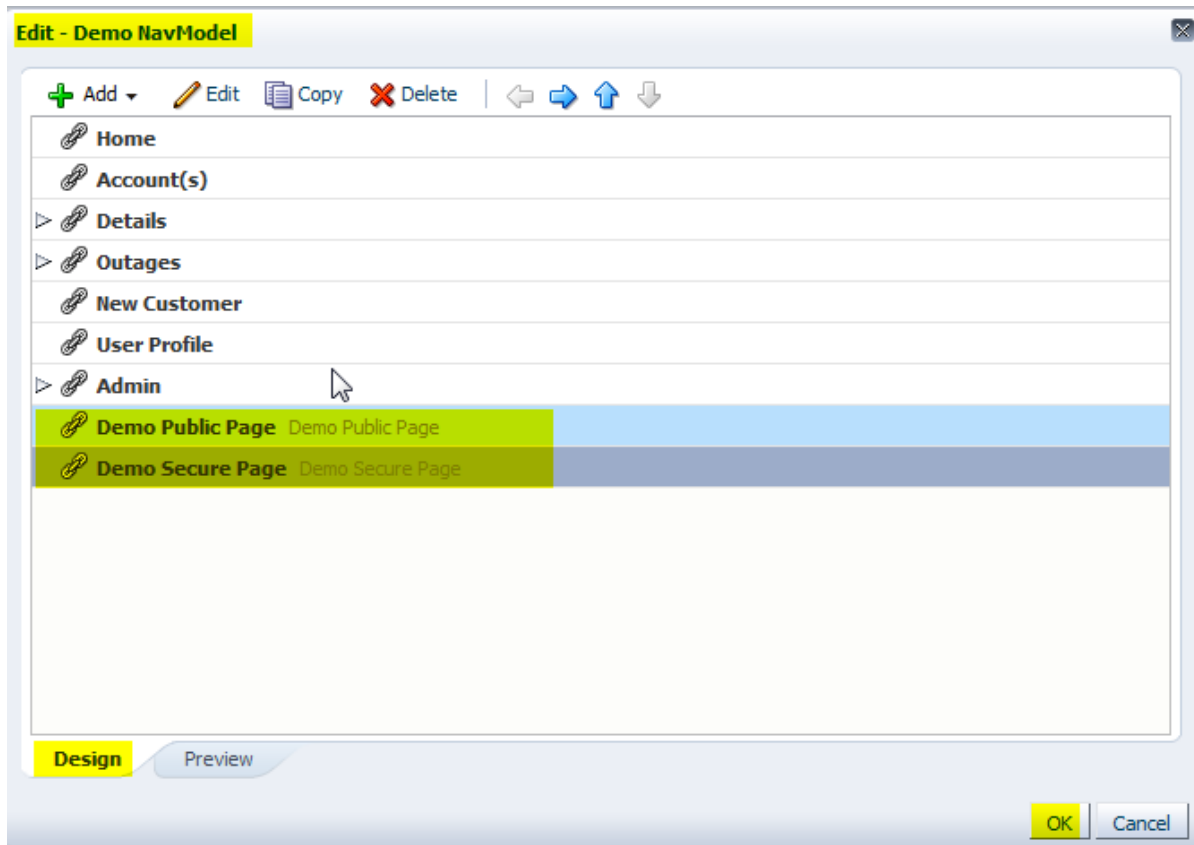 Edit - Demo NavModel
Add Edit Copy Delete
Home
Account(s)
Details
Outages
New Customer
User Profile
Admin
Demo Public Page Demo Public Page
Demo Secure Page Demo Secure Page
Design Preview
OK Cancel